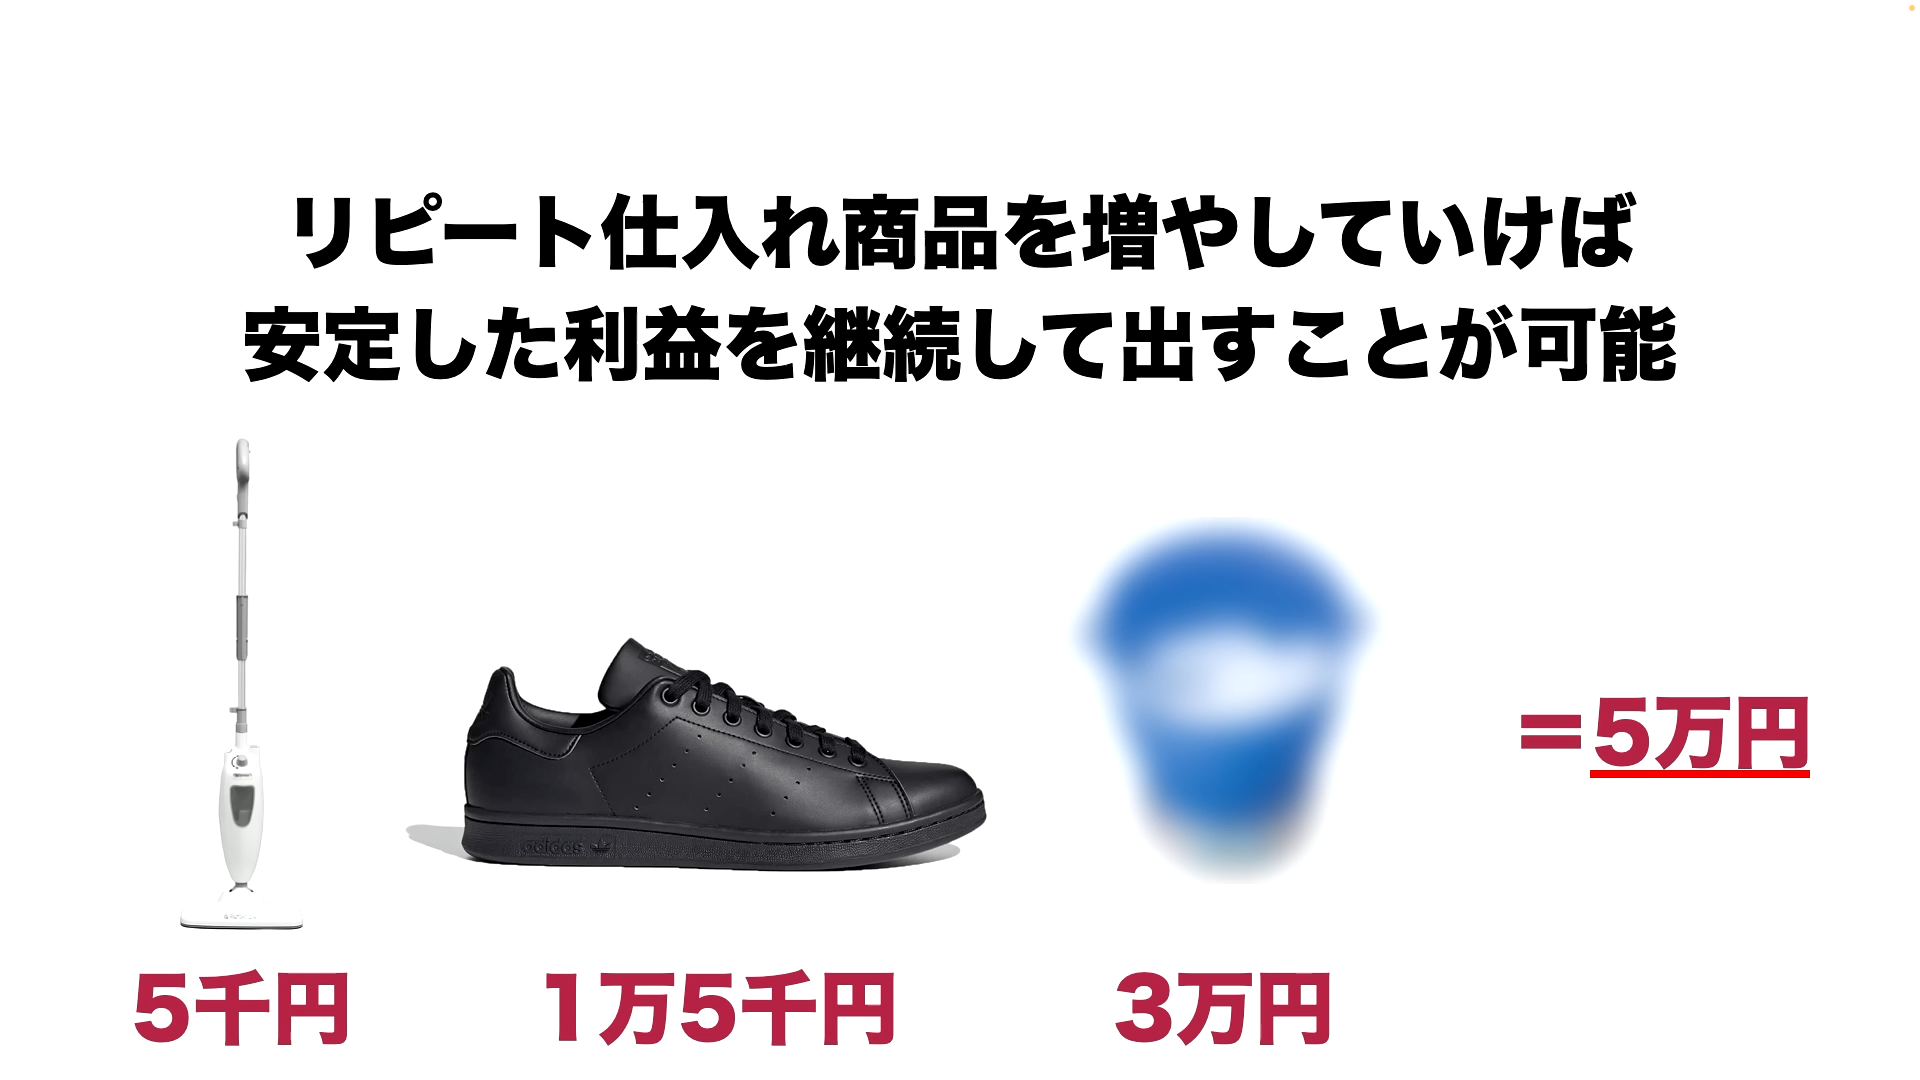 リピート仕入れ商品を増やしていけば
安定した利益を継続して出すことが可能
adidas
=5万円
5千円
1万5千円
3万円